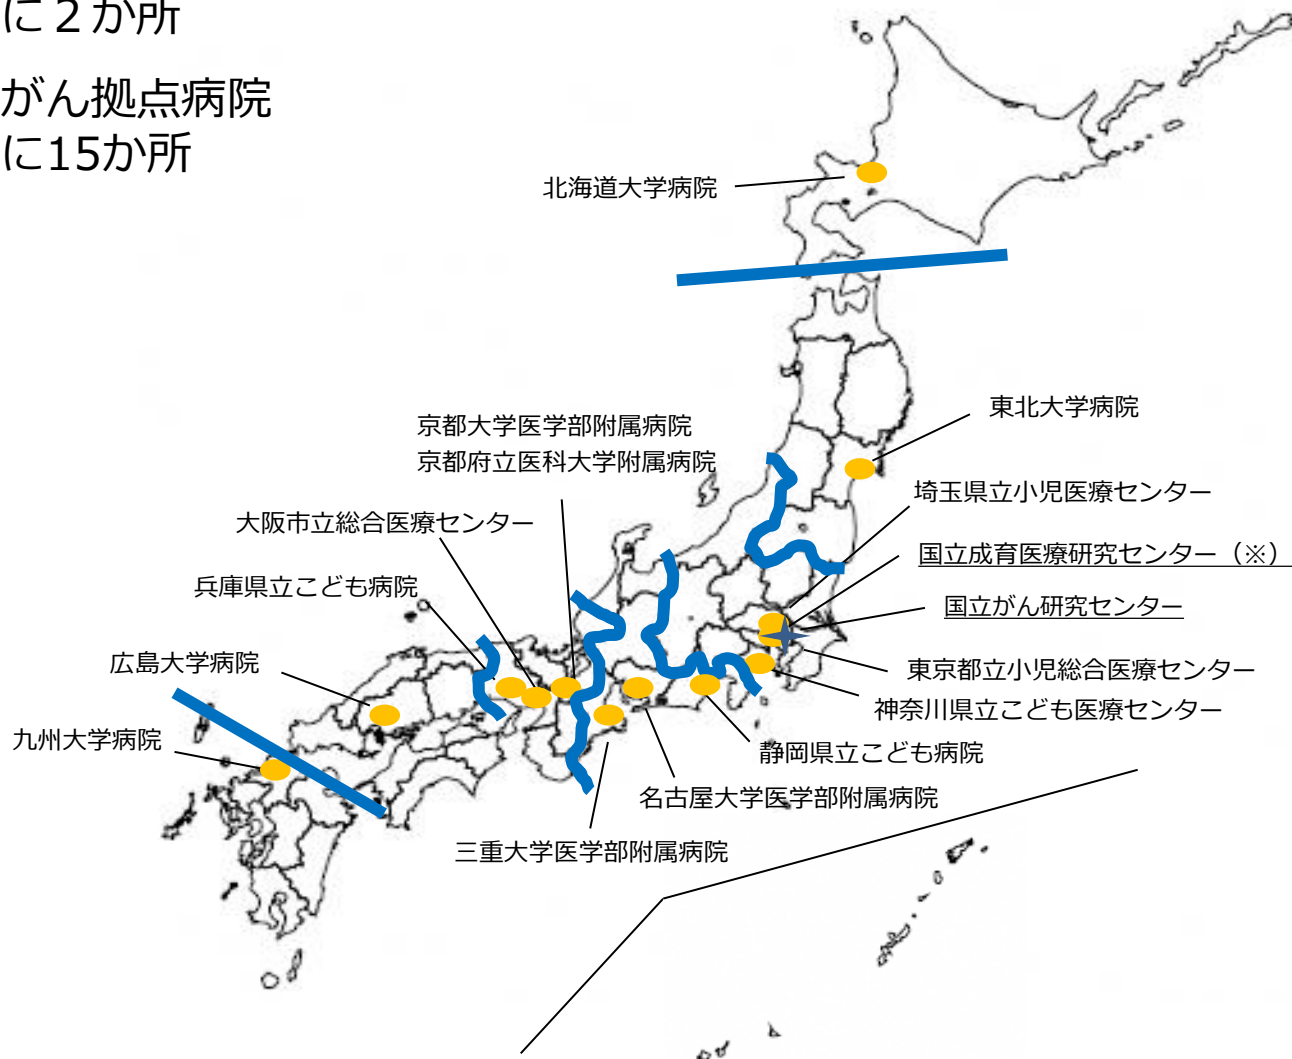 に２か所
がん拠点病院
に15か所
北海道大学病院
東北大学病院
京都大学医学部附属病院
京都府立医科大学附属病院
埼玉県立小児医療センター
大阪市立総合医療センター
国立成育医療研究センター（※）
兵庫県立こども病院
国立がん研究センター
広島大学病院
東京都立小児総合医療センター
神奈川県立こども医療センター
九州大学病院
静岡県立こども病院
名古屋大学医学部附属病院
三重大学医学部附属病院